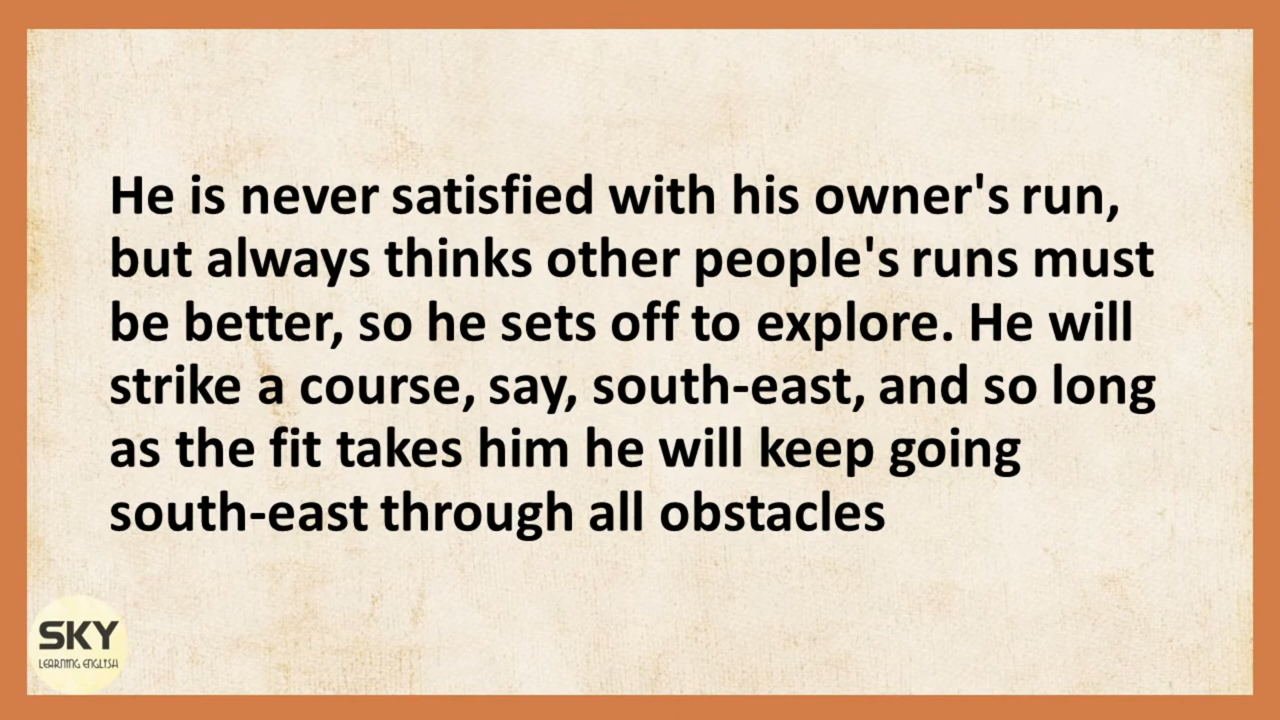 He is never satisfied with his owner's run,
but always thinks other people's runs must
be better, so he sets off to explore. He will
strike a course, say, south-east, and so long
as the fit takes him he will keep going
south-east through all obstacles
SKY
LEARNING ENGLISH